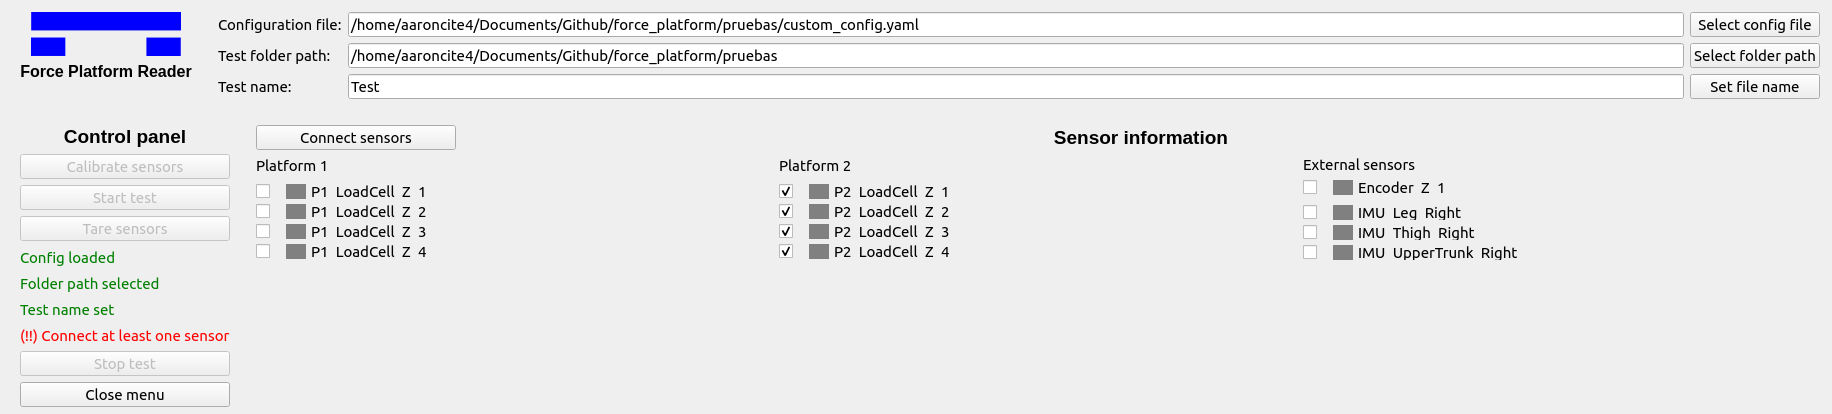 Force Platform Reader
Configuration file: /home/aaroncite4/Documents/Github/force_platform/pruebas/custom_config.yaml Select config file
Test folder path: /home/aaroncite4/Documents/Github/force_platform/pruebas Select folder path
Test name: Test Set file name
Control panel
Calibrate sensors
Start test
Tare sensors
Config loaded
Folder path selected
Test name set
(!!) Connect at least one sensor
Stop test
Close menu
Connect sensors
Sensor information
Platform 1
P1 LoadCell Z 1
P1 LoadCell Z 2
P1 LoadCell Z 3
P1 LoadCell Z 4
Platform 2
P2 LoadCell Z 1
P2 LoadCell Z 2
P2 LoadCell Z 3
P2 LoadCell Z 4
External sensors
Encoder Z 1
IMU Leg Right
IMU Thigh Right
IMU UpperTrunk Right